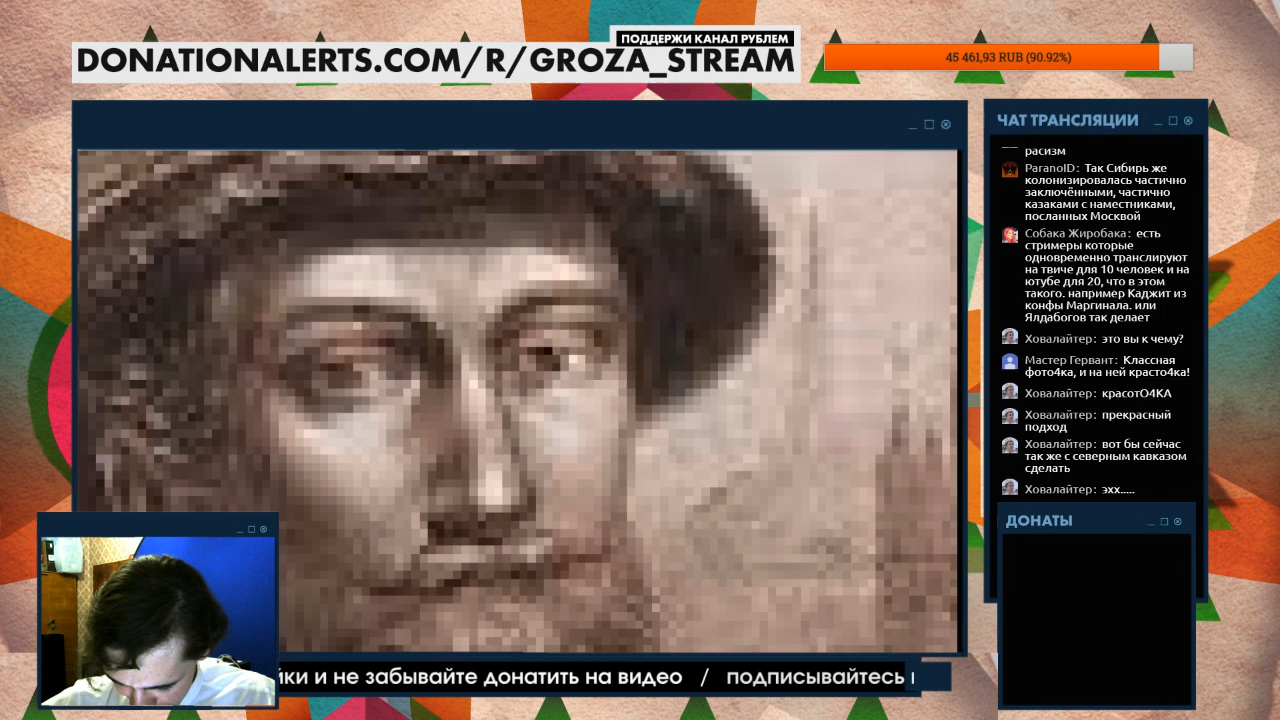 ПОДДЕРЖИ КАНАЛ РУБЛЕМ
DONATIONALERTS.COM/R/GROZA_STREAM
45 461,93 RUB (90.92%)
ЧАТ ТРАНСЛЯЦИИ
расизм
ParanoID: Так Сибирь же
колонизировалась частично
заключёнными, частично
казаками с наместниками,
посланных Москвой
Собака Жиробака: есть
стримеры которые
одновременно транслируют
на твиче для 10 человек и на
ютубе для 20, что в этом
такого. например Каджит из
конфы Маргинала. или
Ялдабогов так делает
Ховалайтер: это вы к чему?
Мастер Гервант: Классная
фото4ка, и на ней красто4ка!
Ховалайтер: красотО4КА
Ховалайтер: прекрасный
подход
Ховалайтер: вот бы сейчас
так же с северным кавказом
сделать
Ховалайтер: эхх.....
ДОНАТЫ
йки и не забывайте донатить на видео / подписывайтесь